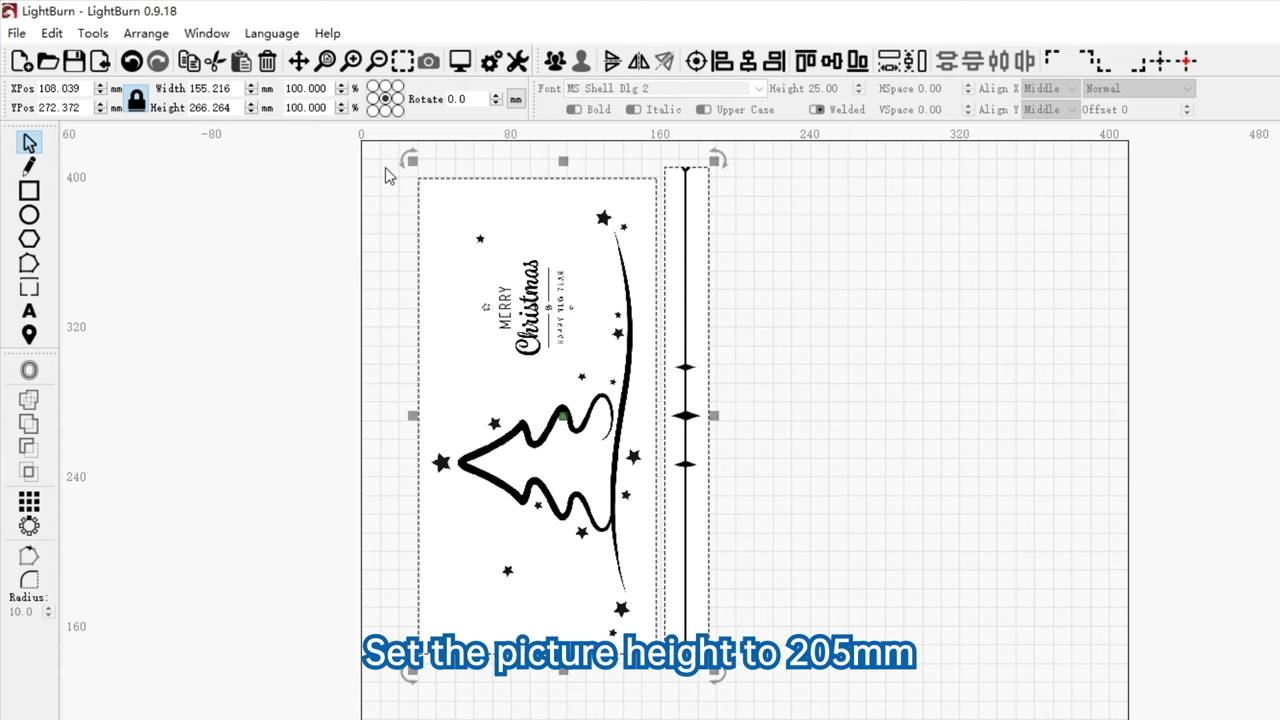 LightBurn - LightBurn 0.9.18
File Edit Tools Arrange Window Language Help
XPos 108.039 mm Width 155.216 mm 100.000 % Rotate 0.0 mm Font MS Shell Dlg 2 Height 25.00 HSpace 0.00 Align X Middle Normal
YPos 272.372 mm Height 266.264 mm 100.000 % Bold Italic Upper Case Welded VSpace 0.00 Align Y Middle Offset 0
60 -80 0 80 160 240 320 400 480
400
320
240
160
MERRY
Christmas
Radius:
10.0
Set the picture height to 205mm